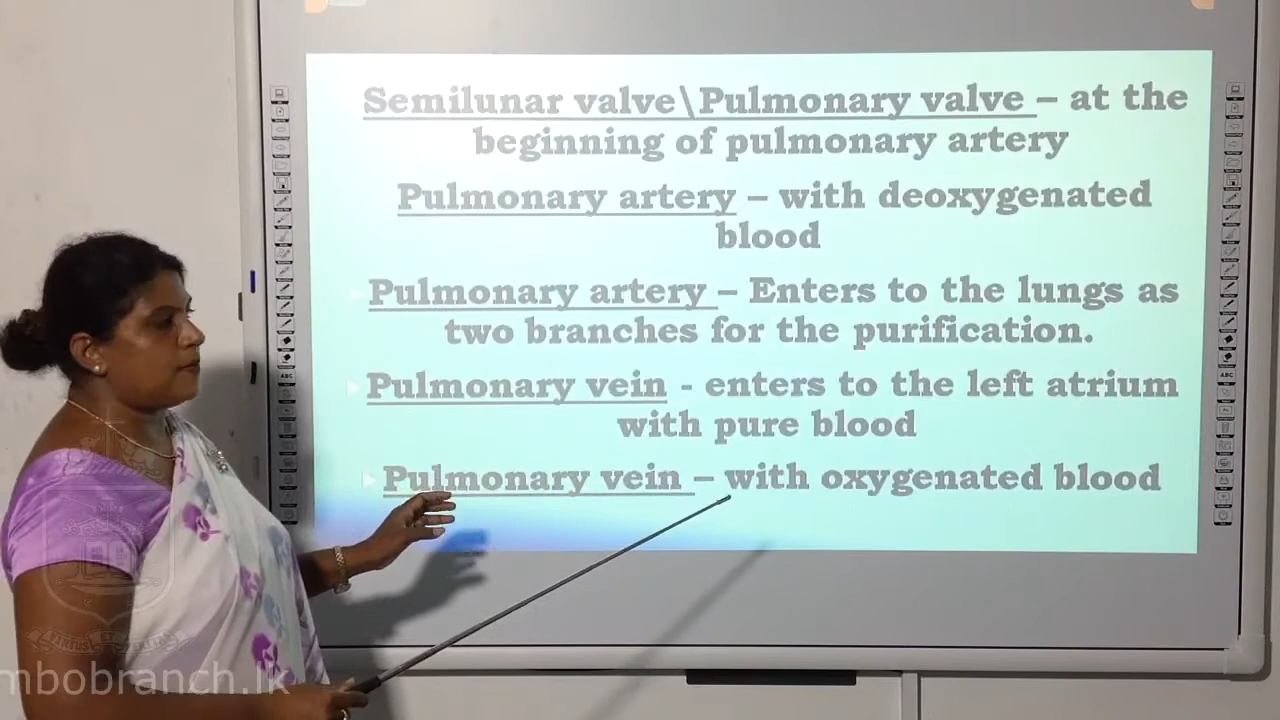 Semilunar valve\Pulmonary valve – at the
beginning of pulmonary artery
Pulmonary artery – with deoxygenated
blood
Pulmonary artery – Enters to the lungs as
two branches for the purification.
Pulmonary vein - enters to the left atrium
with pure blood
Pulmonary vein – with oxygenated blood
ABC
ABC
mbobranch.lk